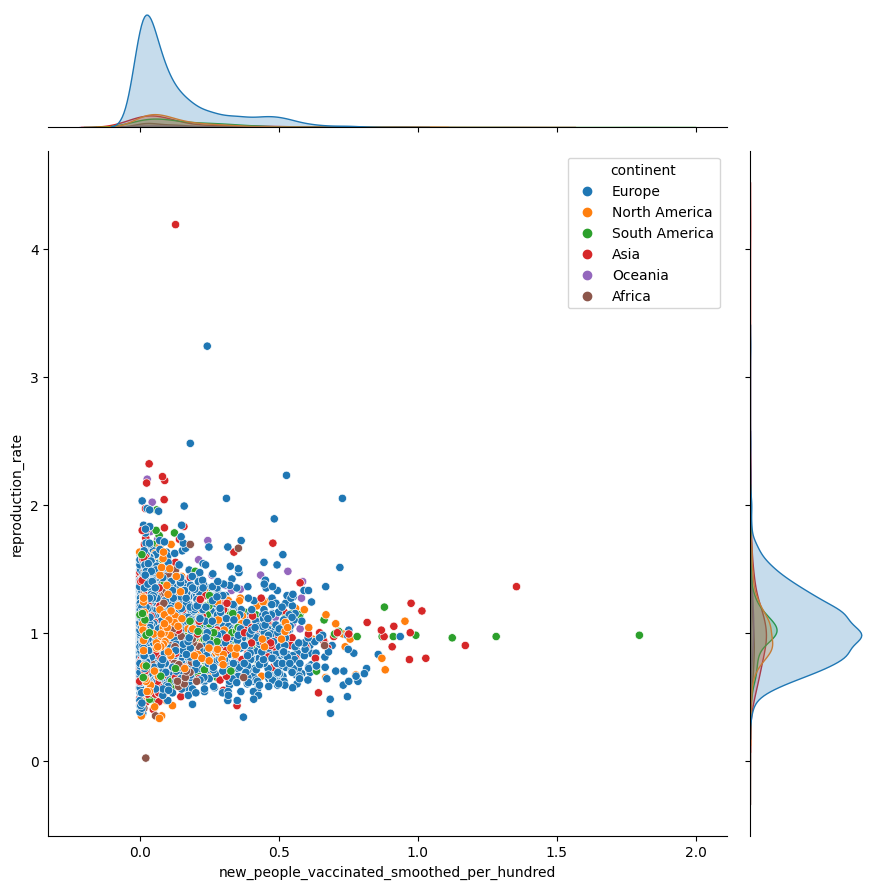 continent
Europe
North America
South America
Asia
Oceania
Africa
4
3
2
1
0
reproduction_rate
0.0 0.5 1.0 1.5 2.0
new_people_vaccinated_smoothed_per_hundred